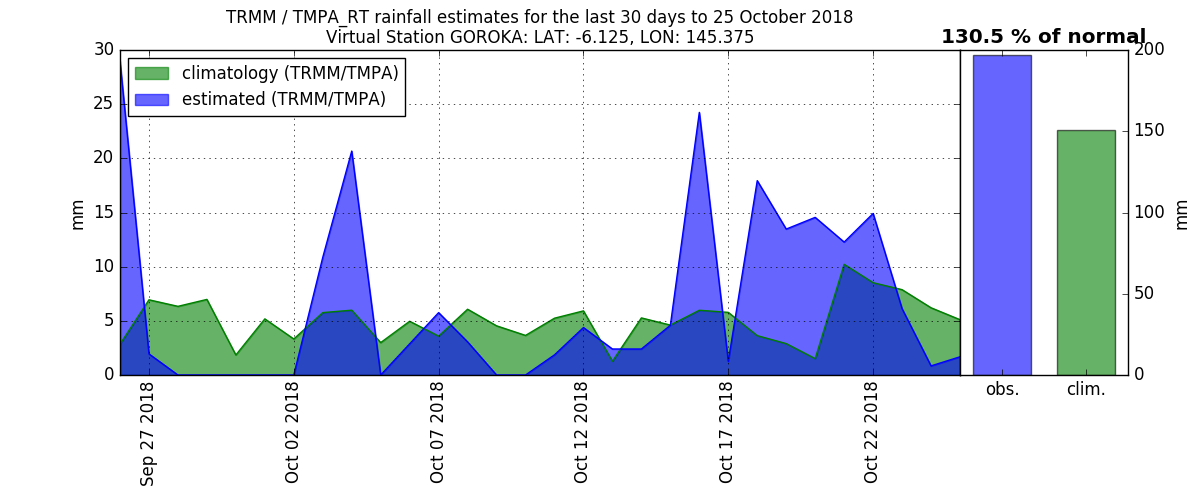 TRMM / TMPA_RT rainfall estimates for the last 30 days to 25 October 2018
Virtual Station GOROKA: LAT: -6.125, LON: 145.375
130.5 % of normal
climatology (TRMM/TMPA)
estimated (TRMM/TMPA)
30
25
20
15
10
5
0
mm
Sep 27 2018
Oct 02 2018
Oct 07 2018
Oct 12 2018
Oct 17 2018
Oct 22 2018
200
150
100
50
0
mm
obs.
clim.